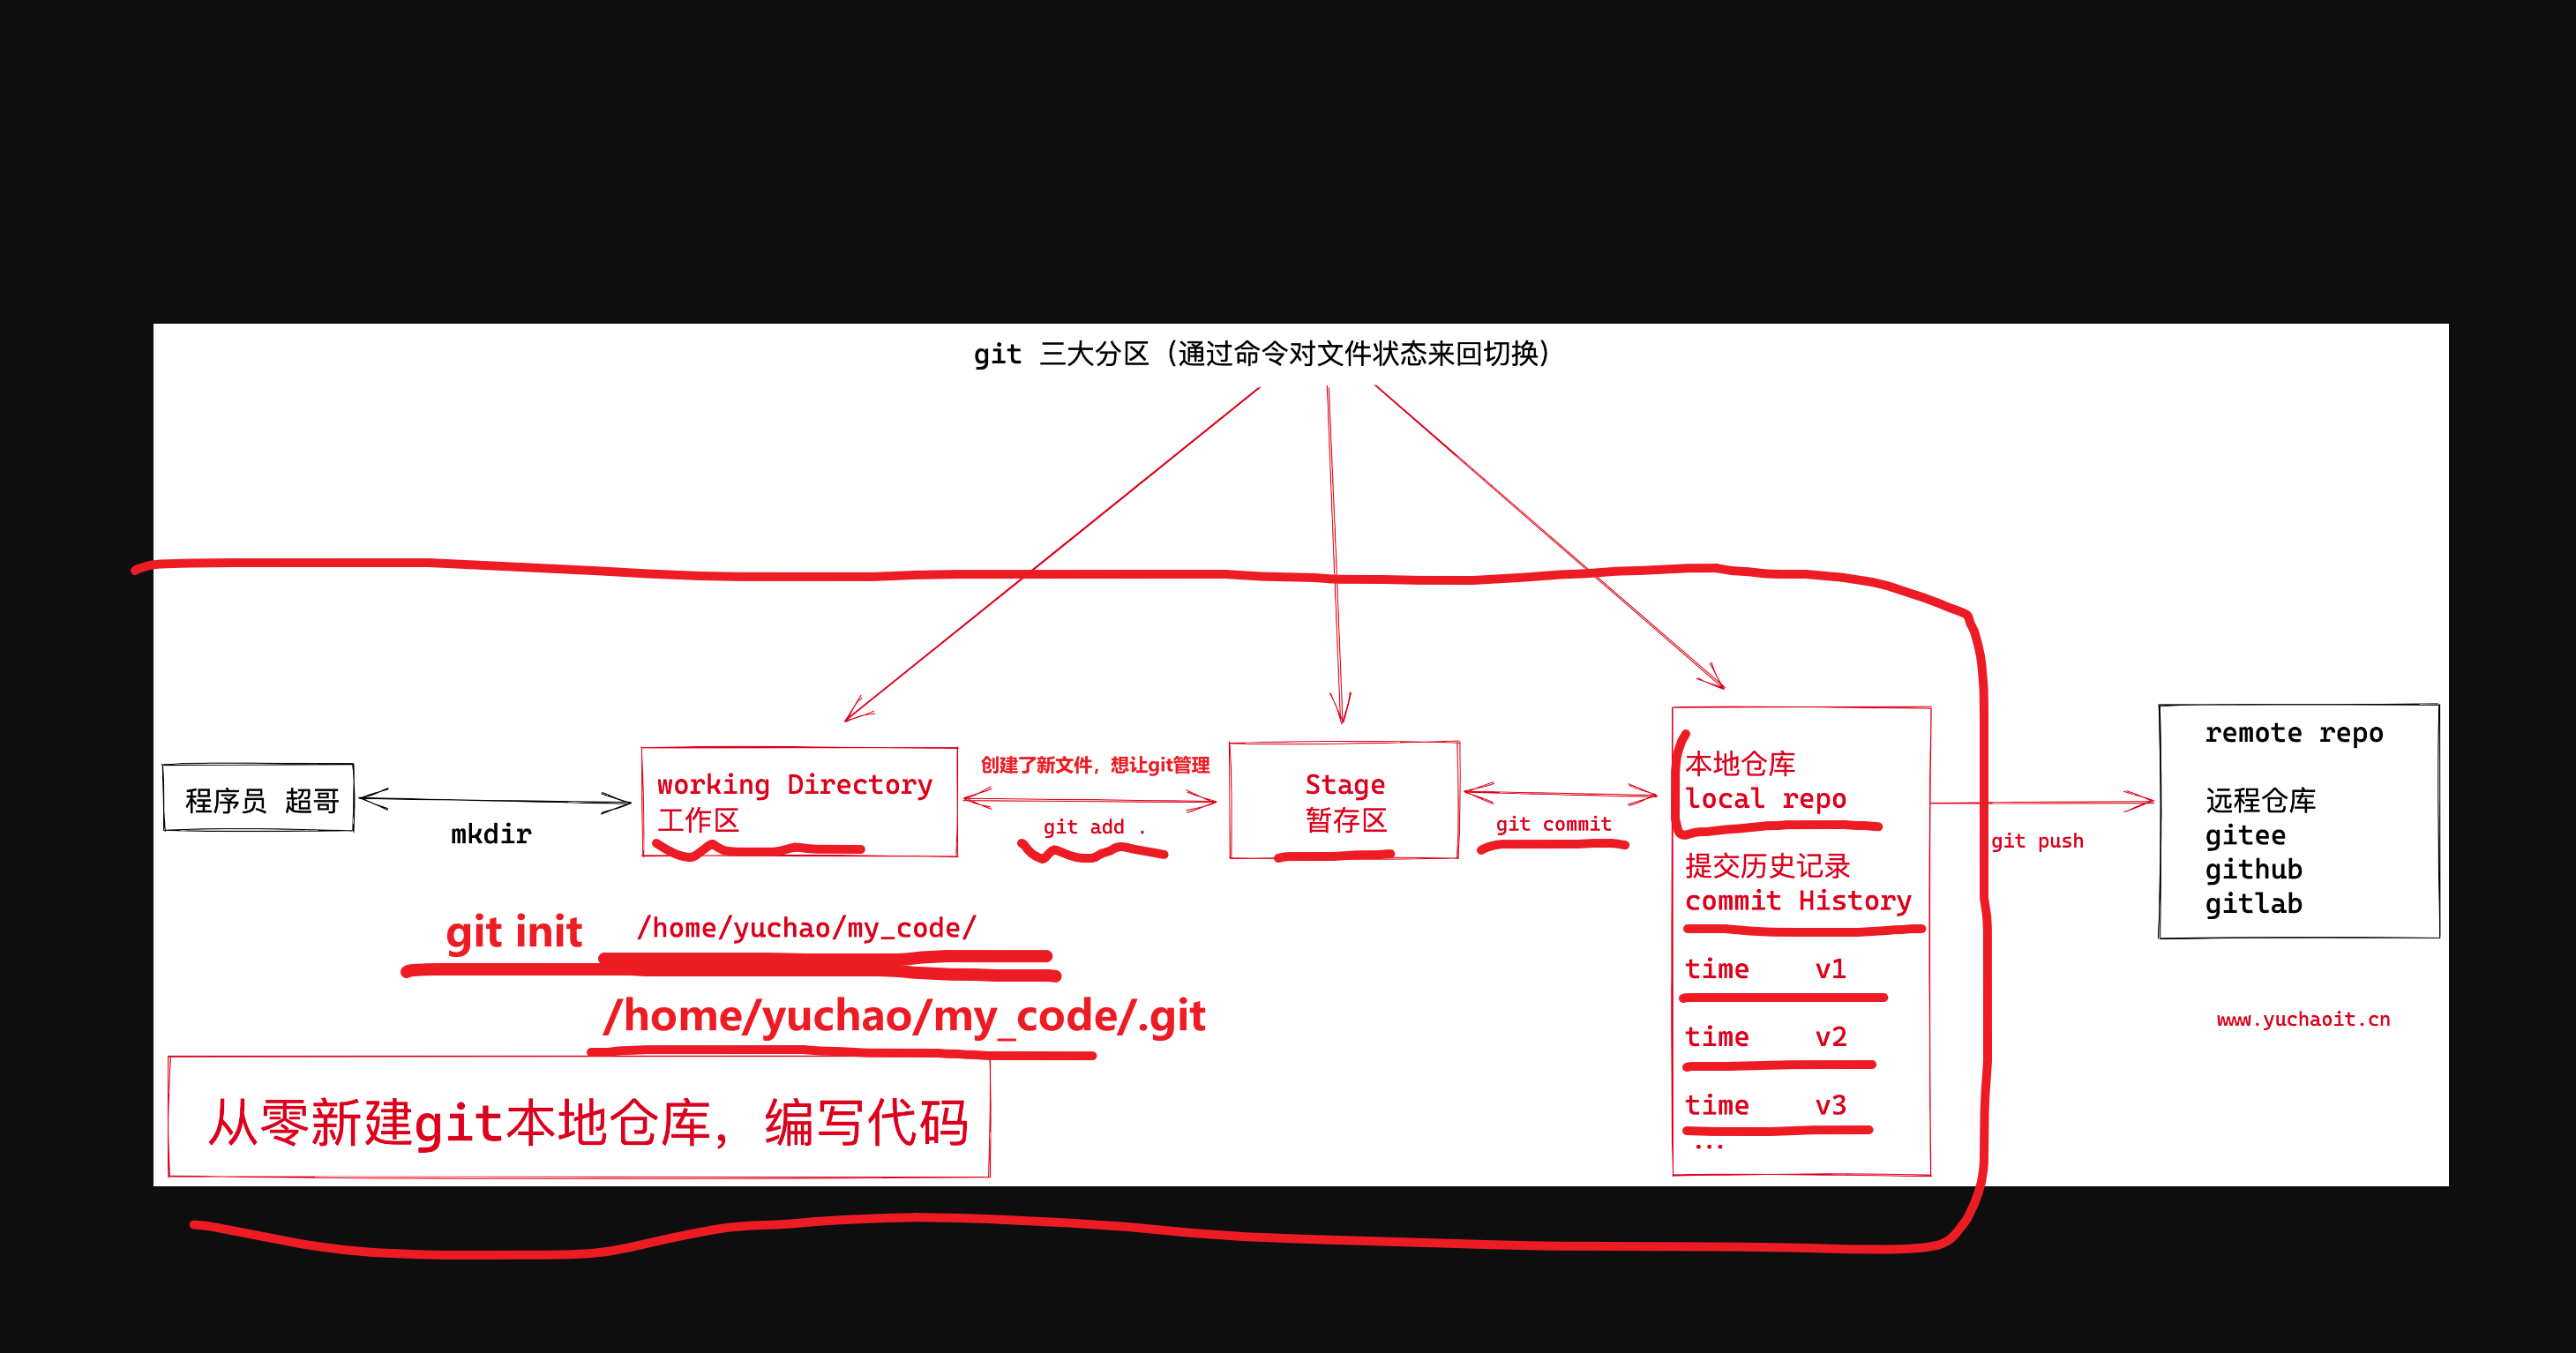 git 三大分区（通过命令对文件状态来回切换）
程序员 超哥
mkdir
working Directory
工作区
创建了新文件，想让git管理
git add .
Stage
暂存区
git commit
本地仓库
local repo
提交历史记录
commit History
time v1
time v2
time v3
...
git push
remote repo
远程仓库
gitee
github
gitlab
git init /home/yuchao/my_code/
/home/yuchao/my_code/.git
www.yuchaoit.cn
从零新建git本地仓库，编写代码